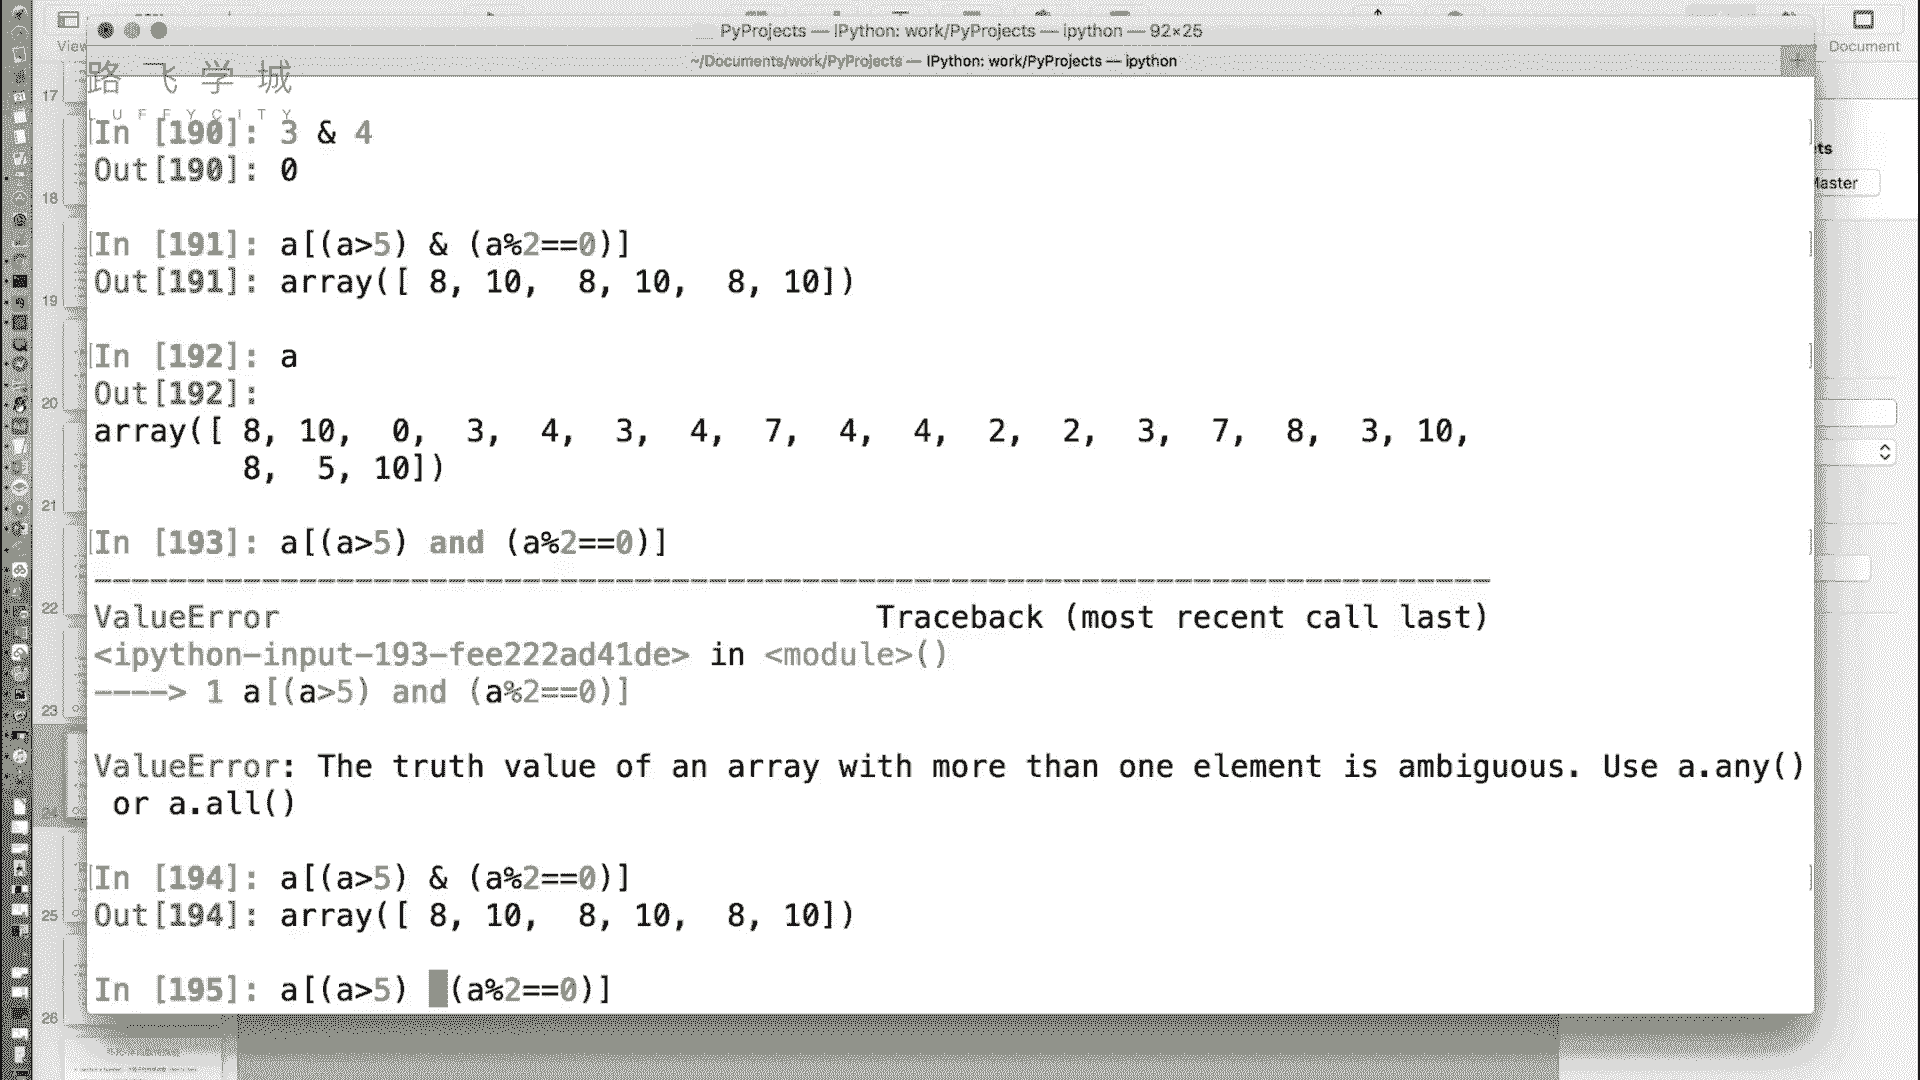 PyProjects — IPython: work/PyProjects — ipython — 92×25
~/Documents/work/PyProjects — IPython: work/PyProjects — ipython
View
Document
路飞学城
LUFFYCITY
In [190]: 3 & 4
Out[190]: 0
In [191]: a[(a>5) & (a%2==0)]
Out[191]: array([ 8, 10,  8, 10,  8, 10])
In [192]: a
Out[192]:
array([ 8, 10,  0,  3,  4,  3,  4,  7,  4,  4,  2,  2,  3,  7,  8,  3, 10,
        8,  5, 10])
In [193]: a[(a>5) and (a%2==0)]
---------------------------------------------------------------------------
ValueError                                Traceback (most recent call last)
<ipython-input-193-fee222ad41de> in <module>()
----> 1 a[(a>5) and (a%2==0)]
ValueError: The truth value of an array with more than one element is ambiguous. Use a.any()
 or a.all()
In [194]: a[(a>5) & (a%2==0)]
Out[194]: array([ 8, 10,  8, 10,  8, 10])
In [195]: a[(a>5) (a%2==0)]
17
18
19
20
21
22
23
24
25
26